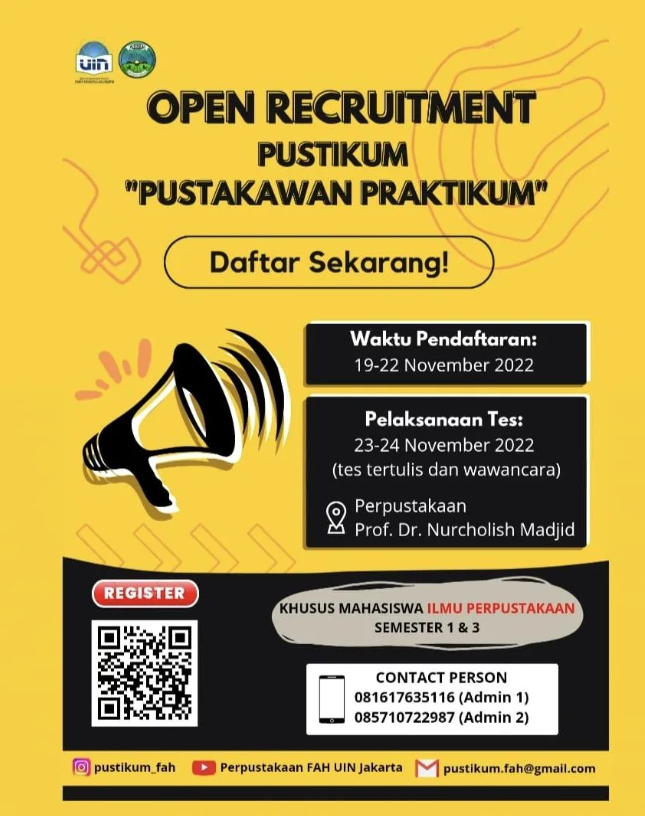 UIN
OPEN RECRUITMENT
PUSTIKUM
"PUSTAKAWAN PRAKTIKUM"
Daftar Sekarang!
Waktu Pendaftaran:
19-22 November 2022
Pelaksanaan Tes:
23-24 November 2022
(tes tertulis dan wawancara)
Perpustakaan
Prof. Dr. Nurcholish Madjid
REGISTER
KHUSUS MAHASISWA ILMU PERPUSTAKAAN
SEMESTER 1 & 3
CONTACT PERSON
081617635116 (Admin 1)
085710722987 (Admin 2)
pustikum_fah
Perpustakaan FAH UIN Jakarta
pustikum.fah@gmail.com